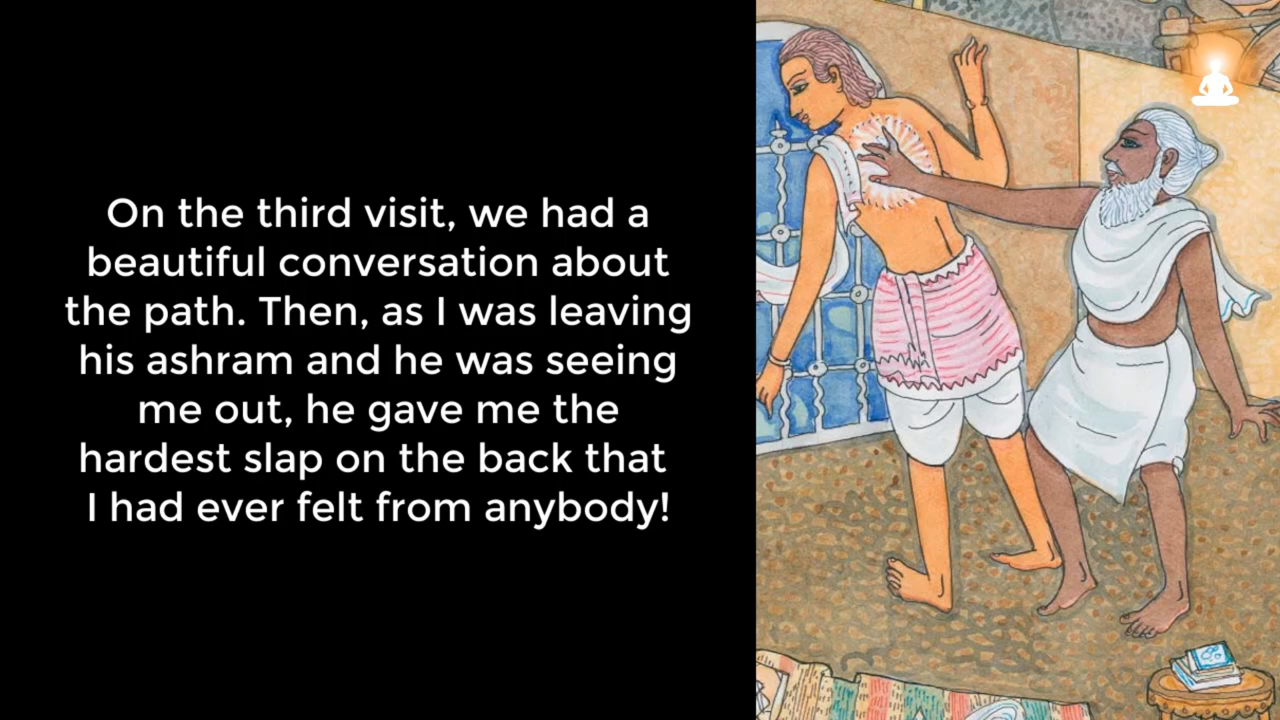 On the third visit, we had a
beautiful conversation about
the path. Then, as I was leaving
his ashram and he was seeing
me out, he gave me the
hardest slap on the back that
I had ever felt from anybody!